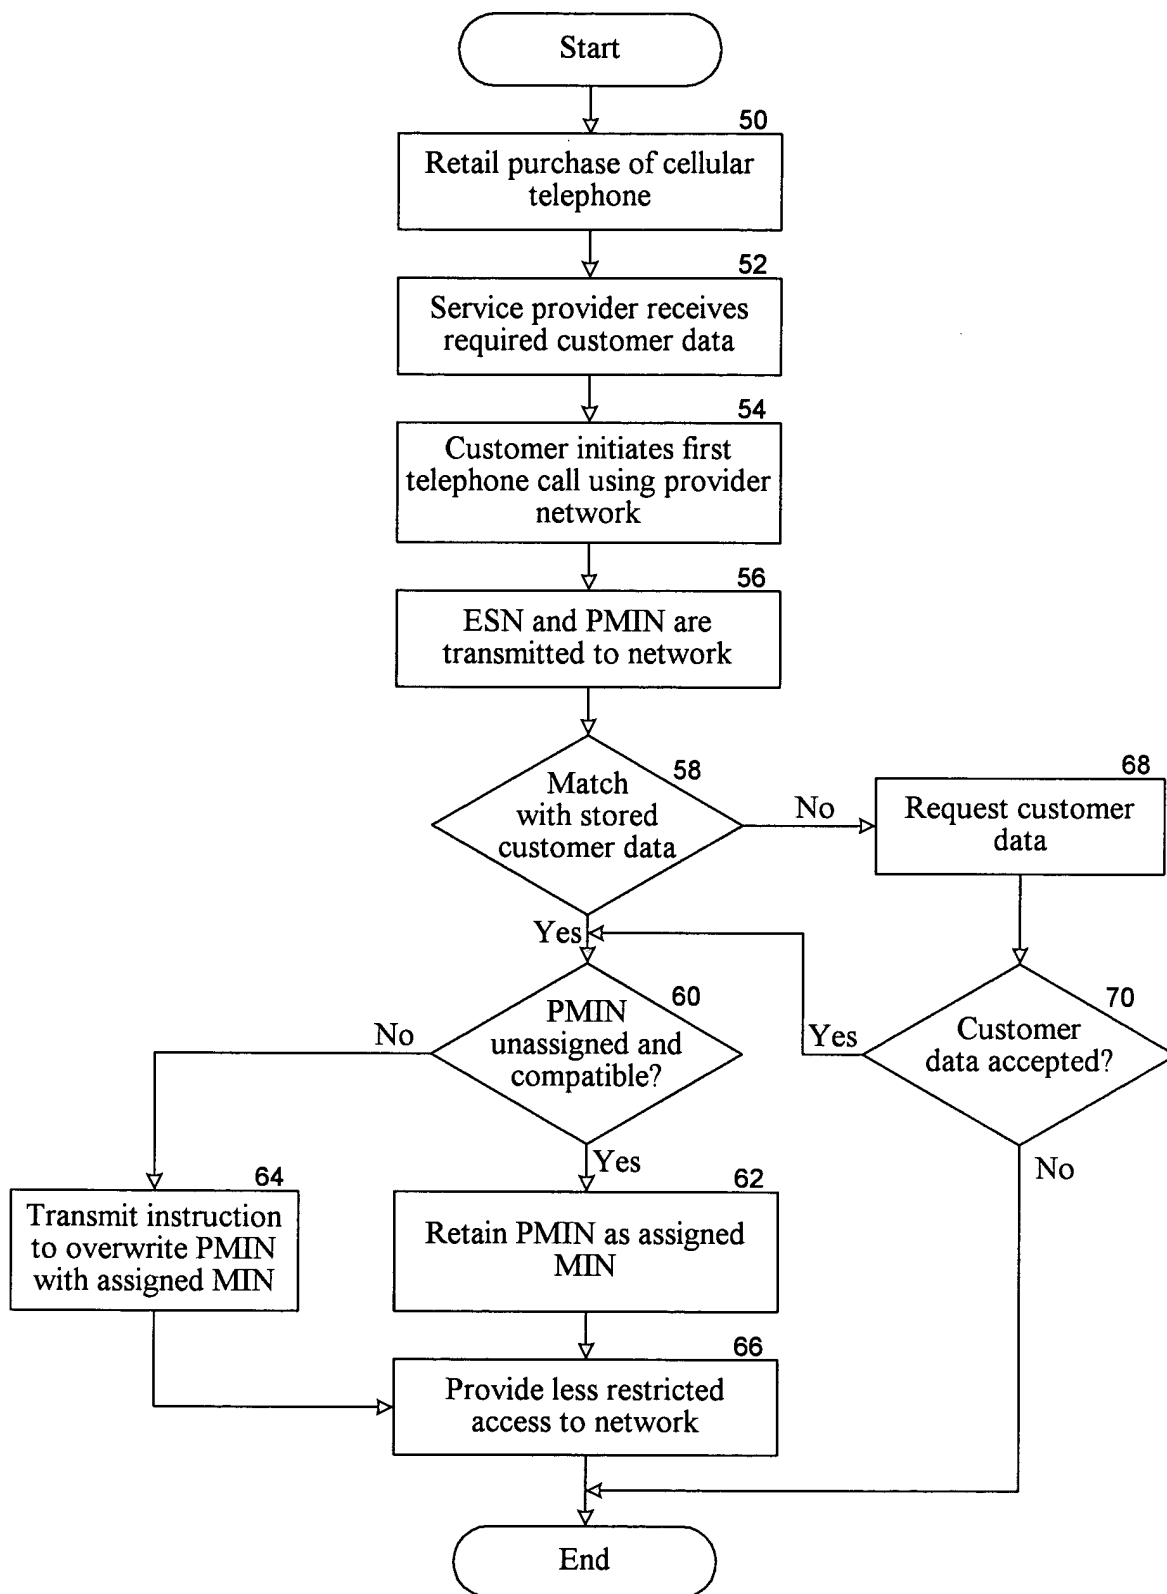 Start
50
Retail purchase of cellular
telephone
52
Service provider receives
required customer data
54
Customer initiates first
telephone call using provider
network
56
ESN and PMIN are
transmitted to network
58
Match
with stored
customer data
No
68
Request customer
data
Yes
60
PMIN
unassigned and
compatible?
No
Yes
70
Customer
data accepted?
Yes
No
64
Transmit instruction
to overwrite PMIN
with assigned MIN
62
Retain PMIN as assigned
MIN
66
Provide less restricted
access to network
End